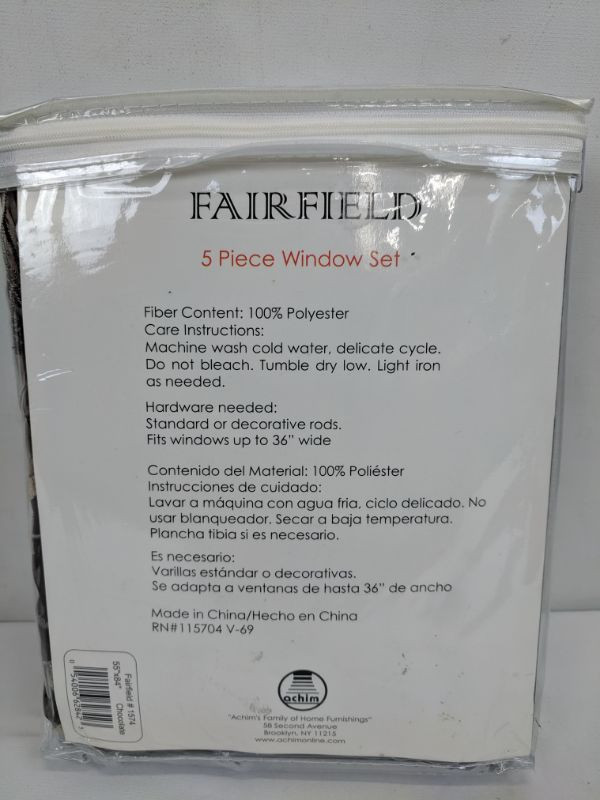 FAIRFIELD
5 Piece Window Set
Fiber Content: 100% Polyester
Care Instructions:
Machine wash cold water, delicate cycle.
Do not bleach. Tumble dry low. Light iron
as needed.
Hardware needed:
Standard or decorative rods.
Fits windows up to 36" wide
Contenido del Material: 100% Poliéster
Instrucciones de cuidado:
Lavar a máquina con agua fria, ciclo delicado. No
usar blanqueador. Secar a baja temperatura.
Plancha tibia si es necesario.
Es necesario:
Varillas estándar o decorativas.
Se adapta a ventanas de hasta 36" de ancho
Made in China/Hecho en China
RN#115704 V-69
Fairfield # 1574
55"x84" Chocolate
achim
"Achim's Family of Home Furnishings"
58 Second Avenue
Brooklyn, NY 11215
www.achimonline.com